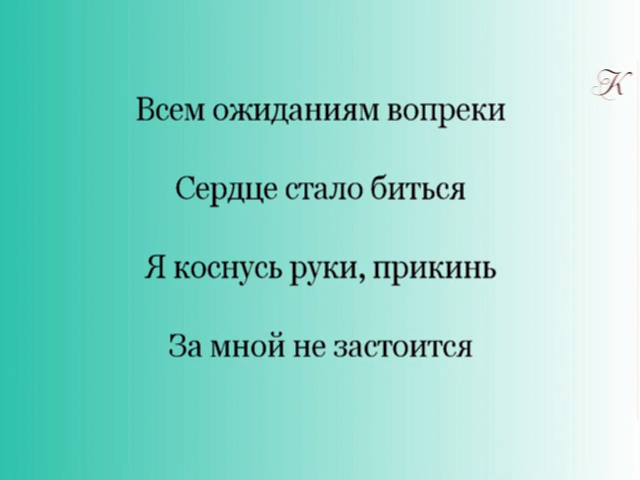 К
Всем ожиданиям вопреки
Сердце стало биться
Я коснусь руки, прикинь
За мной не застоится